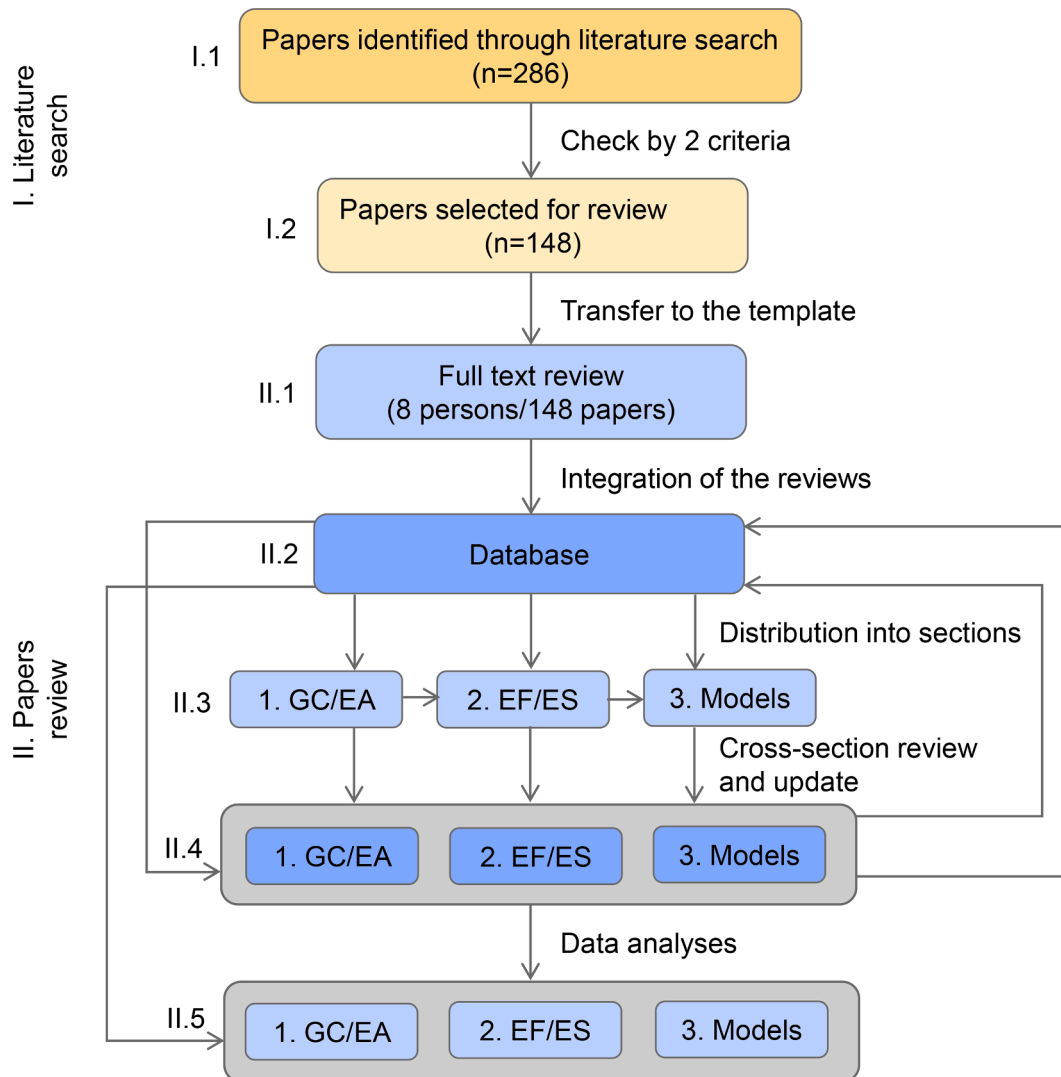 I. Literature
search
I.1
Papers identified through literature search
(n=286)
Check by 2 criteria
I.2
Papers selected for review
(n=148)
Transfer to the template
II. Papers
review
II.1
Full text review
(8 persons/148 papers)
Integration of the reviews
II.2
Database
Distribution into sections
II.3
1. GC/EA
2. EF/ES
3. Models
Cross-section review
and update
II.4
1. GC/EA
2. EF/ES
3. Models
Data analyses
II.5
1. GC/EA
2. EF/ES
3. Models